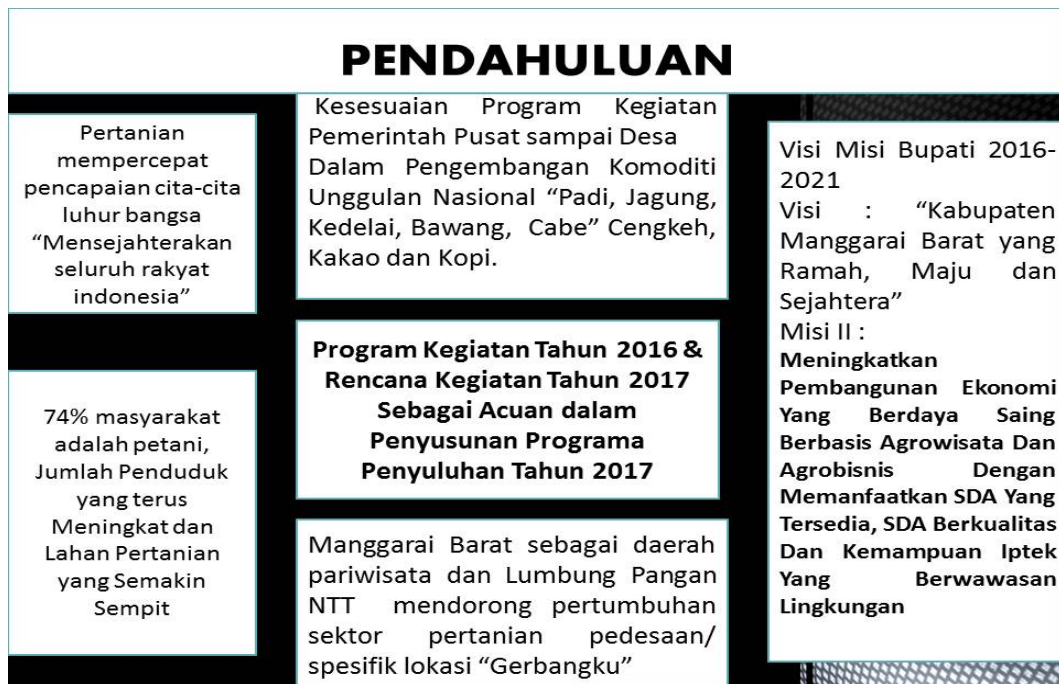 PENDAHULUAN
Pertanian
mempercepat
pencapaian cita-cita
luhur bangsa
“Mensejahterakan
seluruh rakyat
indonesia”
74% masyarakat
adalah petani,
Jumlah Penduduk
yang terus
Meningkat dan
Lahan Pertanian
yang Semakin
Sempit
Kesesuaian Program Kegiatan
Pemerintah Pusat sampai Desa
Dalam Pengembangan Komoditi
Unggulan Nasional “Padi, Jagung,
Kedelai, Bawang, Cabe” Cengkeh,
Kakao dan Kopi.
Program Kegiatan Tahun 2016 &
Rencana Kegiatan Tahun 2017
Sebagai Acuan dalam
Penyusunan Programa
Penyuluhan Tahun 2017
Manggarai Barat sebagai daerah
pariwisata dan Lumbung Pangan
NTT mendorong pertumbuhan
sektor pertanian pedesaan/
spesifik lokasi “Gerbangku”
Visi Misi Bupati 2016-
2021
Visi : “Kabupaten
Manggarai Barat yang
Ramah, Maju dan
Sejahtera”
Misi II :
Meningkatkan
Pembangunan Ekonomi
Yang Berdaya Saing
Berbasis Agrowisata Dan
Agrobisnis Dengan
Memanfaatkan SDA Yang
Tersedia, SDA Berkualitas
Dan Kemampuan Iptek
Yang Berwawasan
Lingkungan